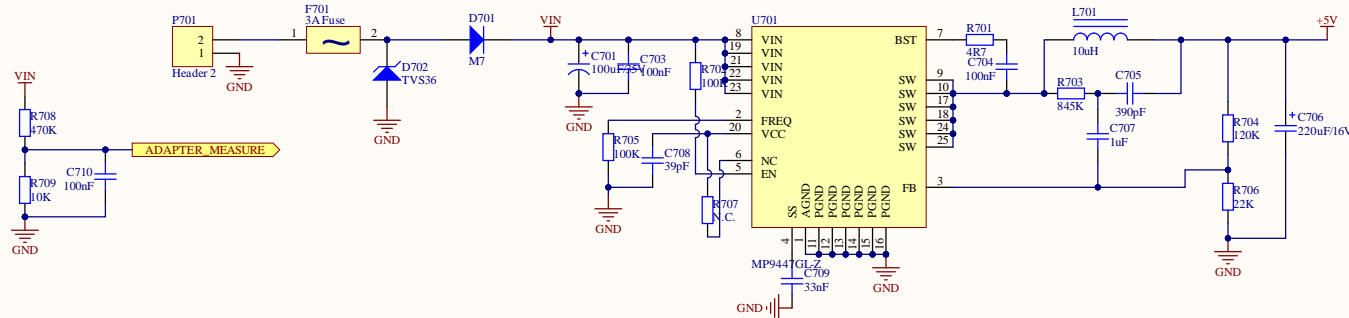 P701
2
1
Header 2
GND
F701
3A Fuse
1
2
D702
TVS36
GND
D701
M7
VIN
C701
100uF/35V
C703
100nF
GND
R702
100K
U701
8
19
21
22
23
VIN
VIN
VIN
VIN
VIN
2
20
FREQ
VCC
6
5
NC
EN
R705
100K
C708
39pF
GND
R707
N.C.
SS
AGND
PGND
PGND
PGND
PGND
PGND
PGND
4
1
11
12
13
14
15
16
MP9447GL-Z
C709
33nF
GND
GND
BST
7
SW
SW
SW
SW
SW
SW
9
10
17
18
24
25
FB
3
R701
4R7
C704
100nF
L701
10uH
R703
845K
C705
390pF
C707
1uF
+5V
R704
120K
R706
22K
C706
220uF/16V
GND
VIN
R708
470K
R709
10K
C710
100nF
ADAPTER_MEASURE
GND